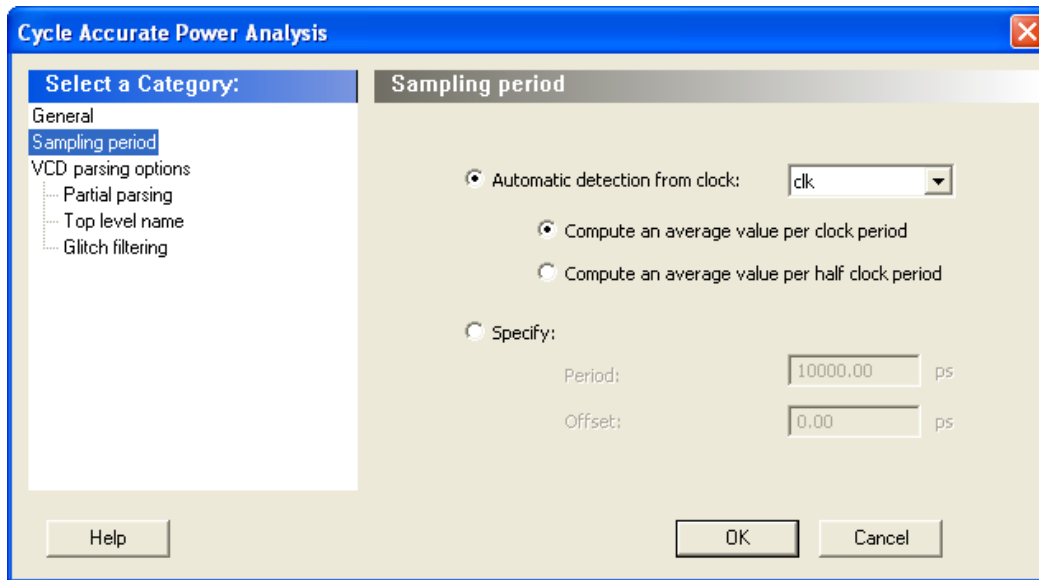 Cycle Accurate Power Analysis
Select a Category:
General
Sampling period
VCD parsing options
Partial parsing
Top level name
Glitch filtering
Sampling period
Automatic detection from clock: clk
Compute an average value per clock period
Compute an average value per half clock period
Specify:
Period: 10000.00 ps
Offset: 0.00 ps
Help OK Cancel